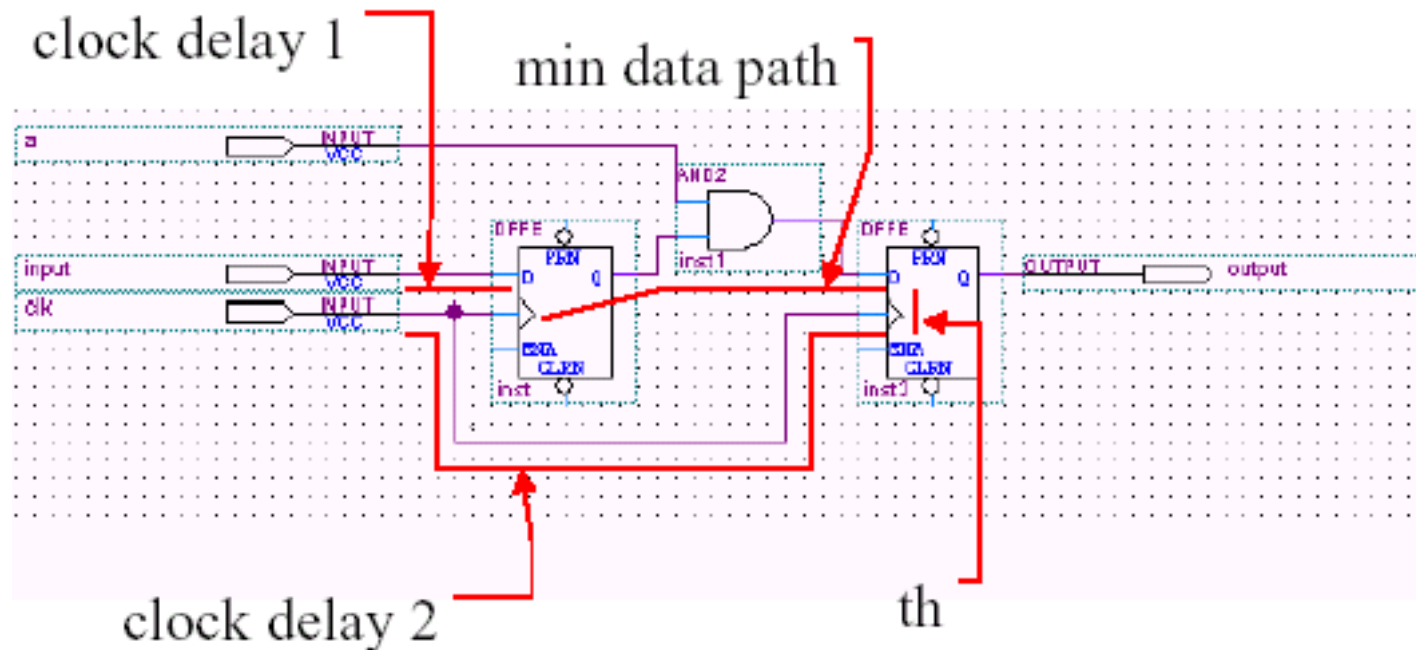 clock delay 1
min data path
a
INPUT
VCC
AND2
inst1
DFFE
PRN
D
Q
ENA
CLRN
inst
DFFE
PRN
D
Q
ENA
CLRN
input
INPUT
VCC
clk
INPUT
VCC
OUTPUT
output
clock delay 2
th